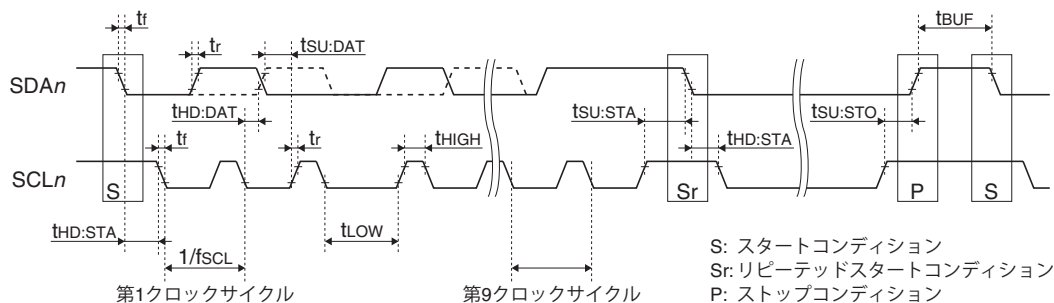 tf
tr
tSU:DAT
tBUF
SDAn
tHD:DAT
tSU:STA
tSU:STO
tf
tr
tHIGH
tHD:STA
SCLn
S
Sr
P
S
tHD:STA
tLOW
1/fSCL
第1クロックサイクル
第9クロックサイクル
S: スタートコンディション
Sr: リピーテッドスタートコンディション
P: ストップコンディション